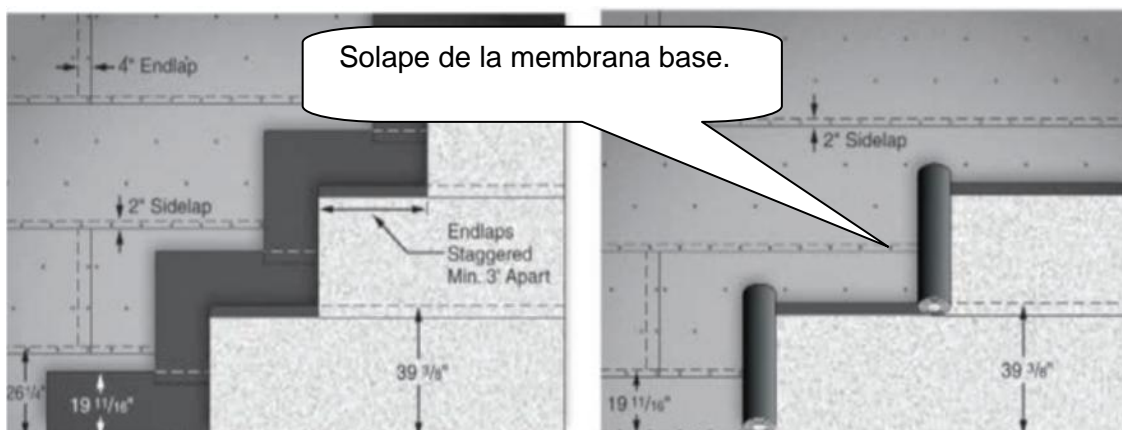 Solape de la membrana base.
4" Endlap
2" Sidelap
Endlaps
Staggered
Min. 3' Apart
26 1/4"
19 11/16"
39 3/8"
2" Sidelap
19 11/16"
39 3/8"